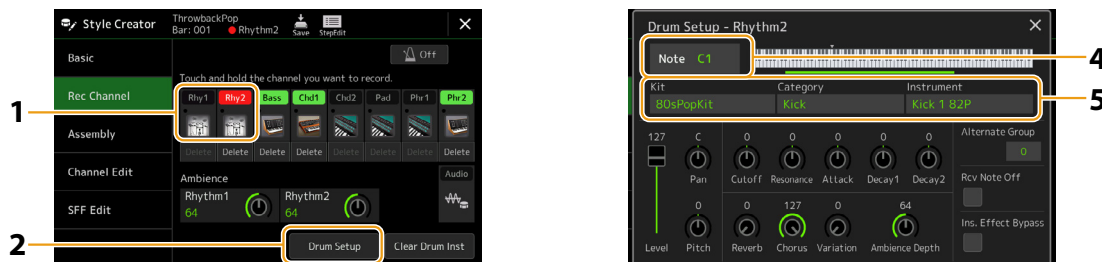 Style Creator
ThrowbackPop
Bar: 001 Rhythm2
Save StepEdit
Basic
Off
Touch and hold the channel you want to record.
Rec Channel
Rhy1 Rhy2 Bass Chd1 Chd2 Pad Phr1 Phr2
1
Assembly
Delete Delete Delete Delete Delete Delete Delete Delete
Channel Edit
Ambience
Audio
Rhythm1 Rhythm2
64 64
SFF Edit
2
Drum Setup Clear Drum Inst
Drum Setup - Rhythm2
Note C1
4
Kit Category Instrument
80sPopKit Kick Kick 1 82P
5
127 C 0 0 0 0 0 Alternate Group
0
Pan Cutoff Resonance Attack Decay1 Decay2 Rcv Note Off
0 0 127 0 64
Ins. Effect Bypass
Level Pitch Reverb Chorus Variation Ambience Depth